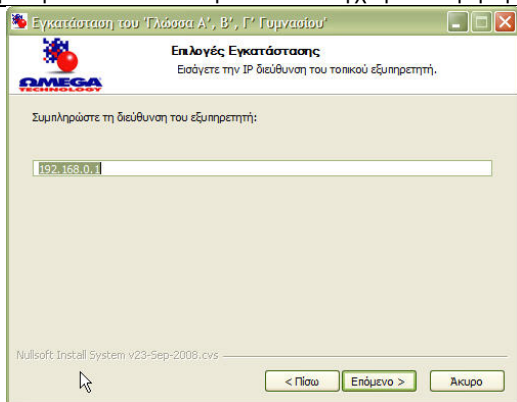 Εγκατάσταση του 'Γλώσσα Α', Β', Γ' Γυμνασίου'
Επιλογές Εγκατάστασης
Εισάγετε την IP διεύθυνση του τοπικού εξυπηρετητή.
ΩMEGA
TECHNOLOGY
Συμπληρώστε τη διεύθυνση του εξυπηρετητή:
192.168.0.1
Nullsoft Install System v23-Sep-2008.cvs
< Πίσω
Επόμενο >
Άκυρο